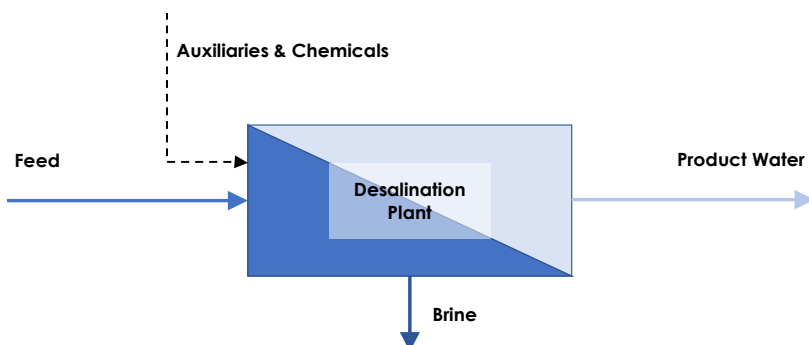 Auxiliaries & Chemicals
Feed
Product Water
Desalination
Plant
Brine